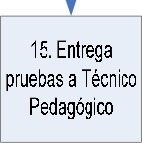 15. Entrega
pruebas a Técnico
Pedagógico